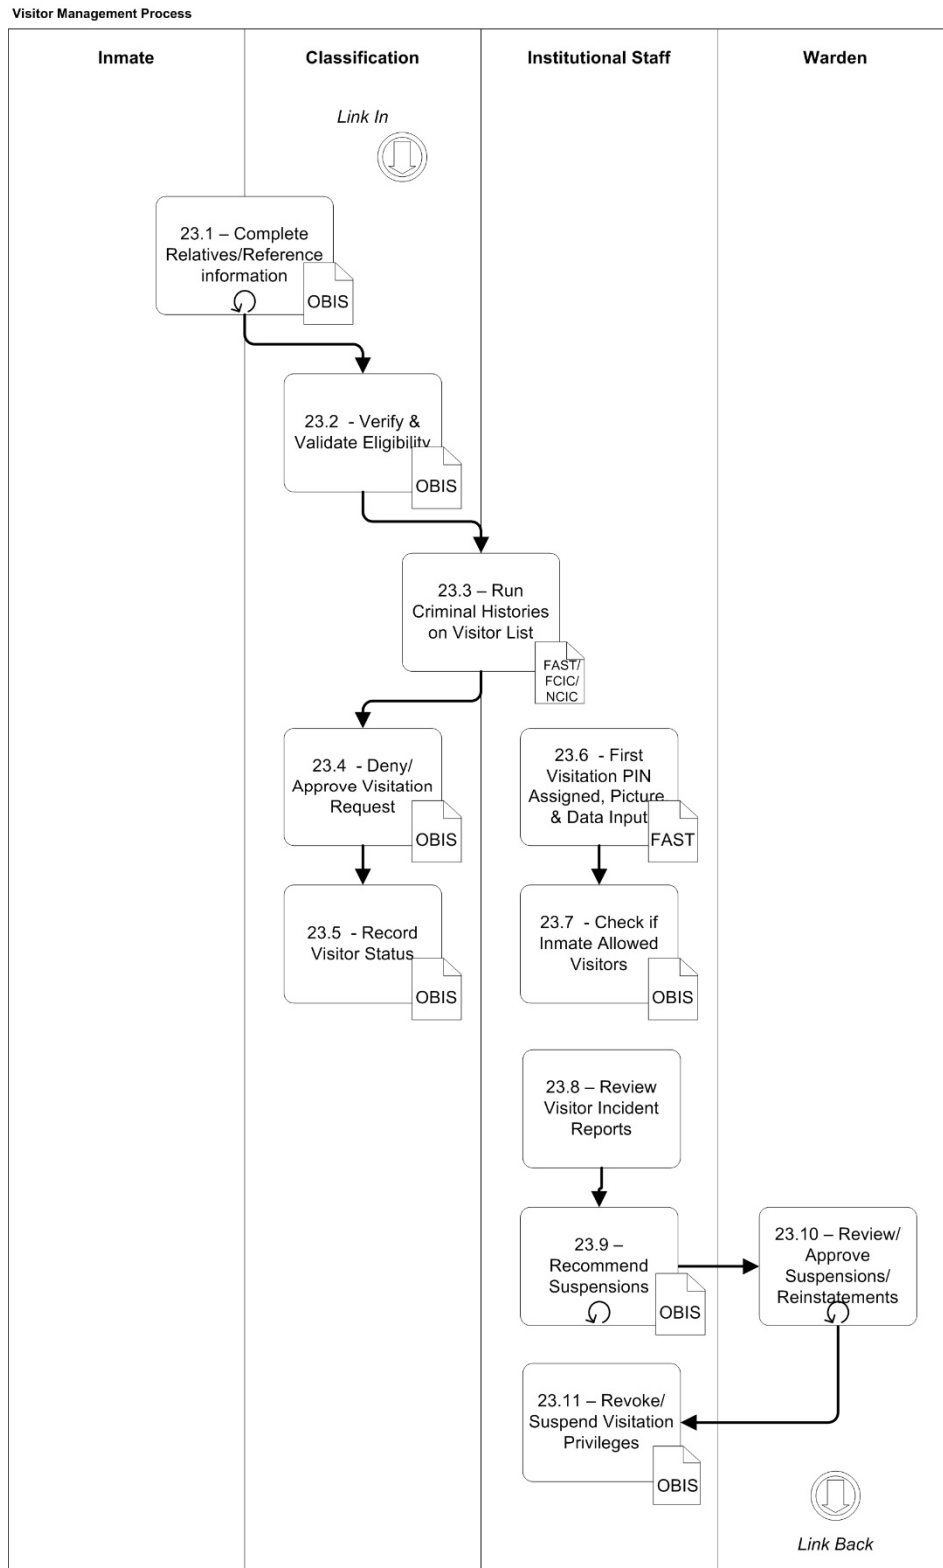 Visitor Management Process
Inmate
Classification
Institutional Staff
Warden
Link In
23.1 – Complete
Relatives/Reference
information
OBIS
23.2 - Verify &
Validate Eligibility
OBIS
23.3 – Run
Criminal Histories
on Visitor List
FAST/
FCIC/
NCIC
23.4 - Deny/
Approve Visitation
Request
OBIS
23.6 - First
Visitation PIN
Assigned, Picture
& Data Input
FAST
23.5 - Record
Visitor Status
OBIS
23.7 - Check if
Inmate Allowed
Visitors
OBIS
23.8 – Review
Visitor Incident
Reports
23.9 –
Recommend
Suspensions
OBIS
23.10 – Review/
Approve
Suspensions/
Reinstatements
23.11 – Revoke/
Suspend Visitation
Privileges
OBIS
Link Back